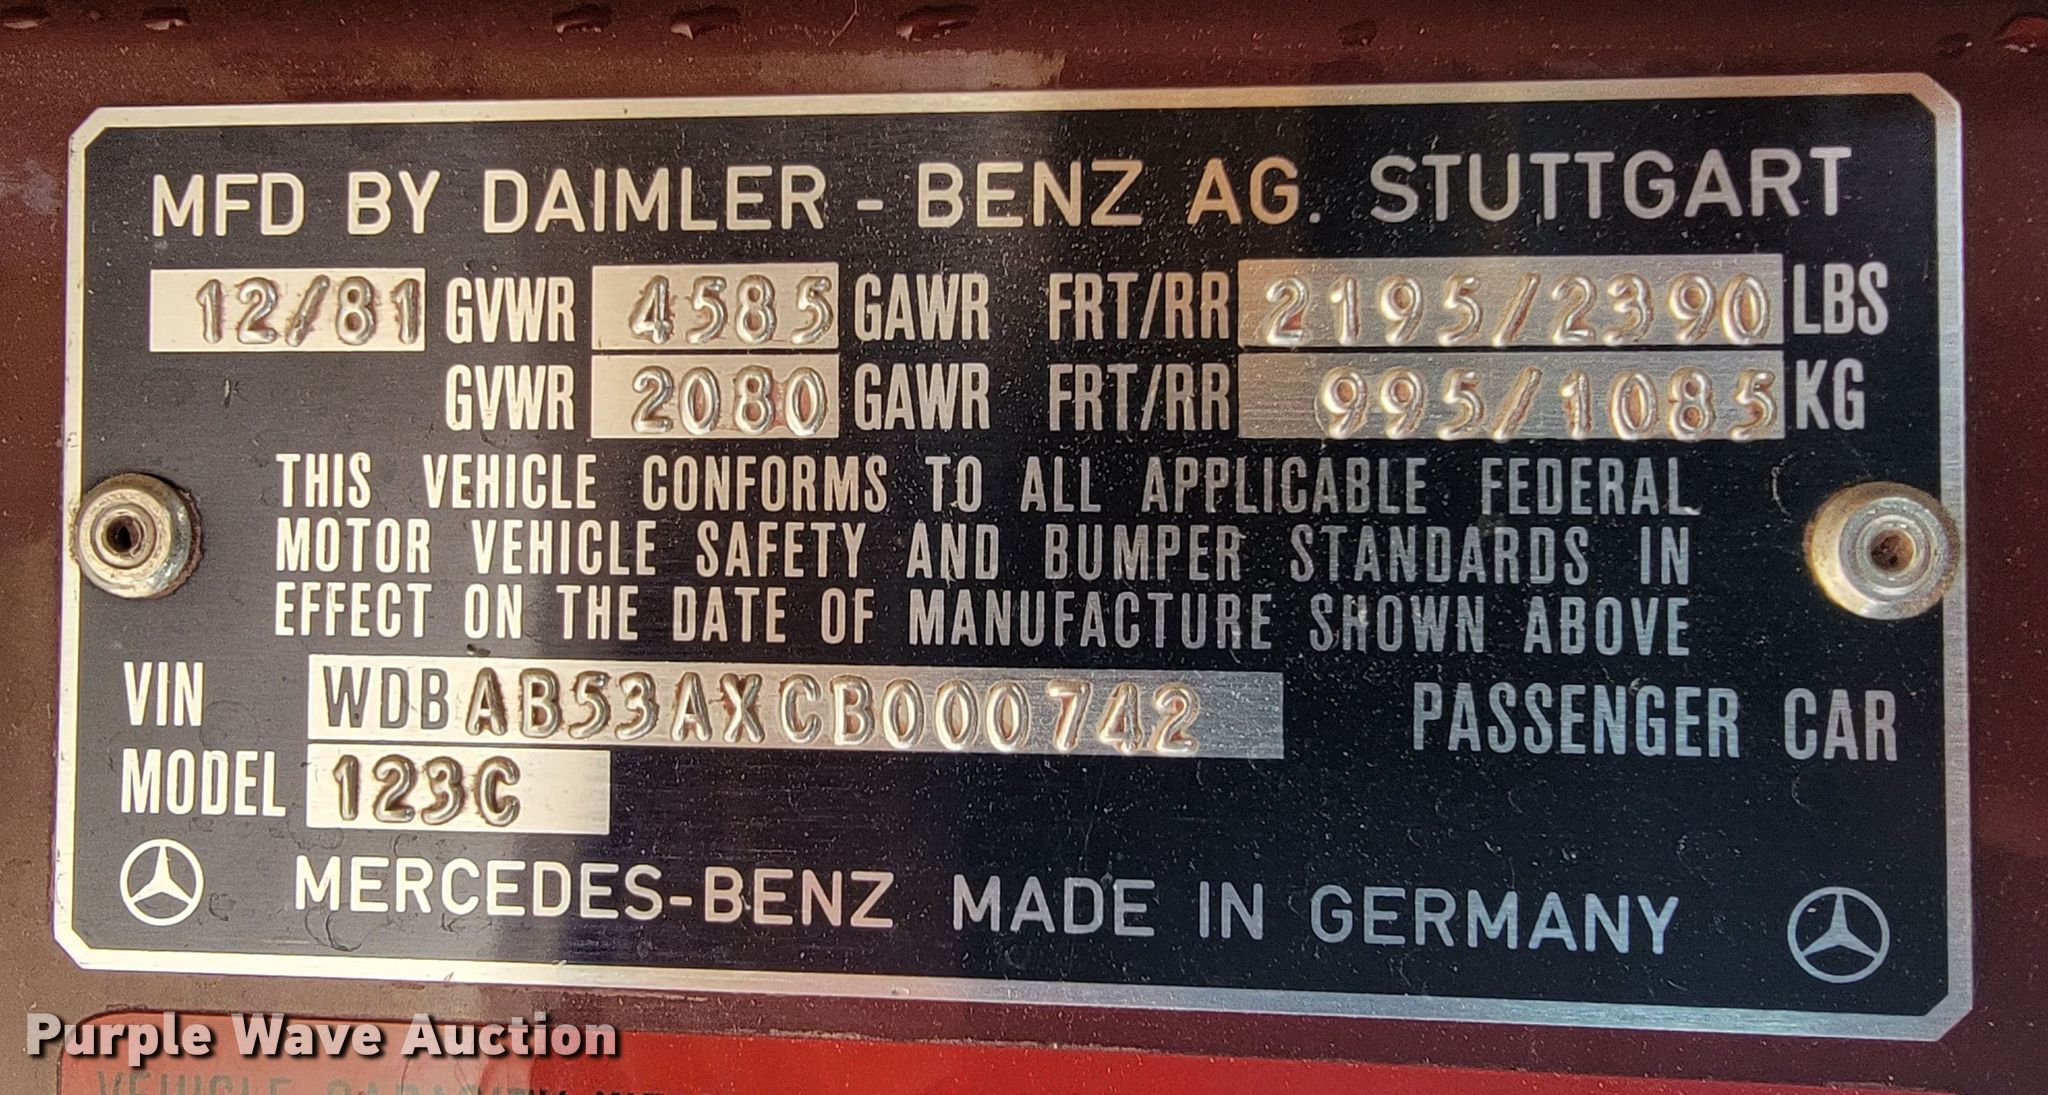 MFD BY DAIMLER - BENZ AG. STUTTGART
12/81 GVWR 4585 GAWR FRT/RR 2195/2390 LBS
GVWR 2080 GAWR FRT/RR 995/1085 KG
THIS VEHICLE CONFORMS TO ALL APPLICABLE FEDERAL
MOTOR VEHICLE SAFETY AND BUMPER STANDARDS IN
EFFECT ON THE DATE OF MANUFACTURE SHOWN ABOVE
VIN WDBAB53AXCB000742 PASSENGER CAR
MODEL 123C
MERCEDES-BENZ MADE IN GERMANY
Purple Wave Auction
VEHICLE CAPACITY